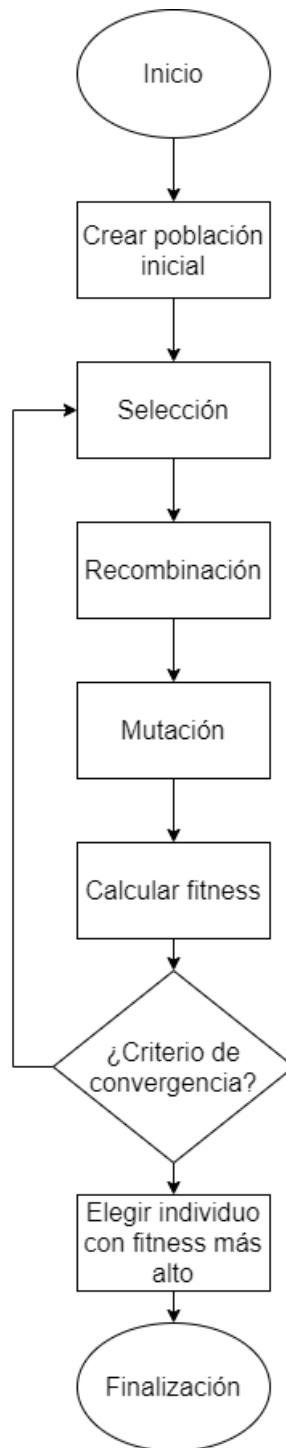 Inicio
Crear población
inicial
Selección
Recombinación
Mutación
Calcular fitness
¿Criterio de
convergencia?
Elegir individuo
con fitness más
alto
Finalización